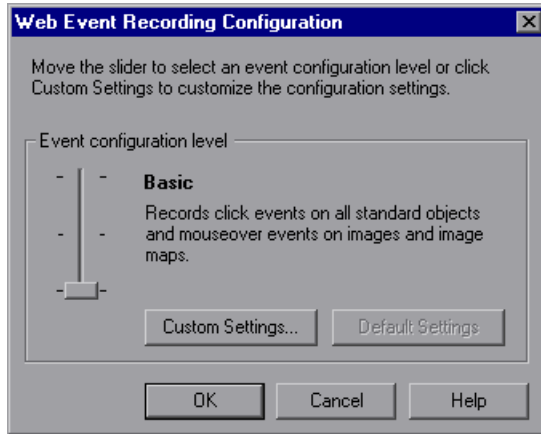 Web Event Recording Configuration
Move the slider to select an event configuration level or click
Custom Settings to customize the configuration settings.
Event configuration level
Basic
Records click events on all standard objects
and mouseover events on images and image
maps.
Custom Settings...
Default Settings
OK
Cancel
Help